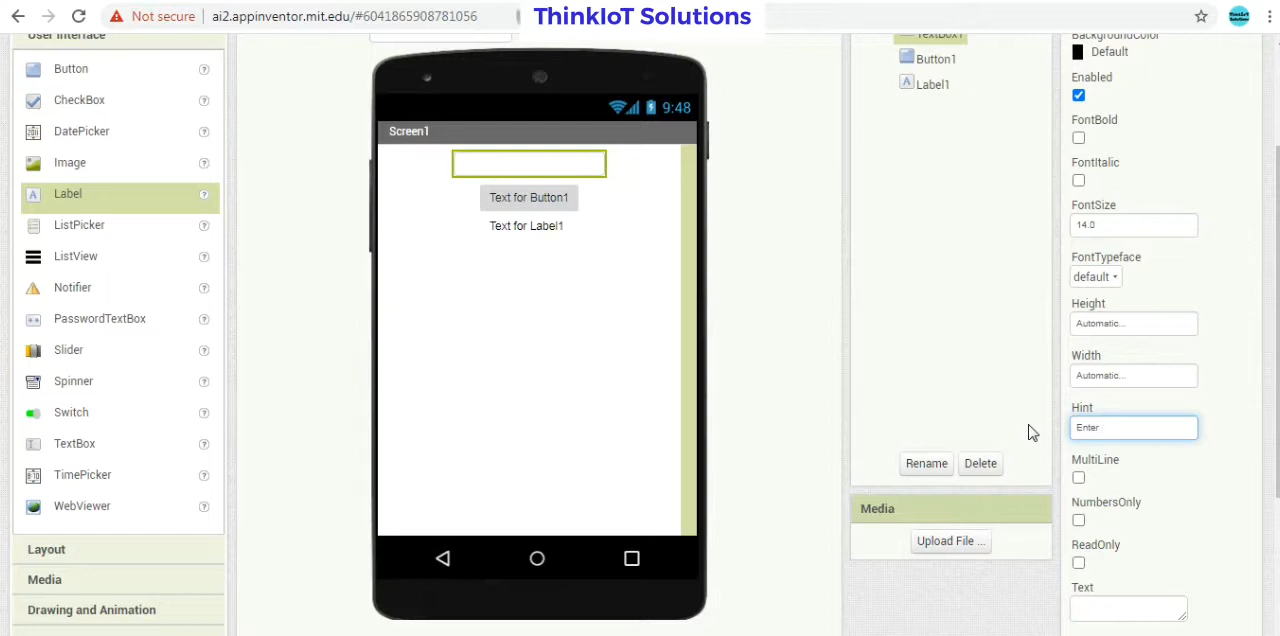 Not secure
ai2.appinventor.mit.edu/#6041865908781056
ThinkIoT Solutions
User Interface
Button
CheckBox
DatePicker
Image
Label
ListPicker
ListView
Notifier
PasswordTextBox
Slider
Spinner
Switch
TextBox
TimePicker
WebViewer
Layout
Media
Drawing and Animation
9:48
Screen1
Text for Button1
Text for Label1
TextBox1
Button1
Label1
Rename
Delete
Media
Upload File ...
BackgroundColor
Default
Enabled
FontBold
FontItalic
FontSize
14.0
FontTypeface
default
Height
Automatic...
Width
Automatic...
Hint
Enter
MultiLine
NumbersOnly
ReadOnly
Text